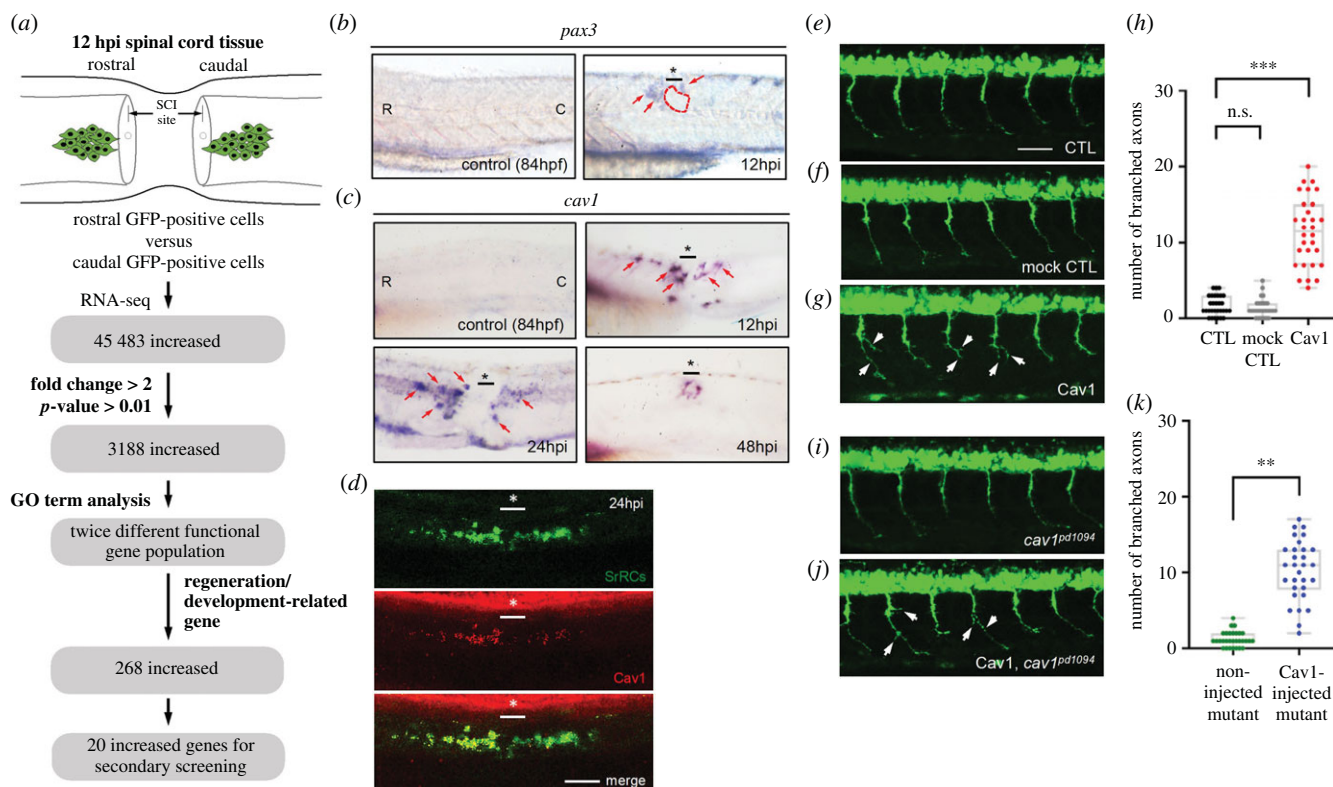 (a)
12 hpi spinal cord tissue
rostral caudal
SCI
site
rostral GFP-positive cells
versus
caudal GFP-positive cells
RNA-seq
45 483 increased
fold change > 2
p-value > 0.01
3188 increased
GO term analysis
twice different functional
gene population
regeneration/
development-related
gene
268 increased
20 increased genes for
secondary screening
(b)
pax3
R C
control (84hpf)
*
12hpi
(c)
cav1
R C
control (84hpf)
*
12hpi
*
24hpi
*
48hpi
(d)
*
24hpi
SrRCs
*
Cav1
*
merge
(e)
CTL
(f)
mock CTL
(g)
Cav1
(i)
cav1pd1094
(j)
Cav1, cav1pd1094
(h)
number of branched axons
30
20
10
0
n.s.
***
CTL mock Cav1
CTL
(k)
number of branched axons
30
20
10
0
**
non- Cav1-
injected injected
mutant mutant